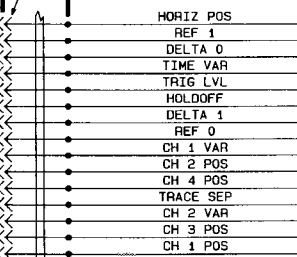 HORIZ POS
REF 1
DELTA 0
TIME VAR
TRIG LVL
HOLDOFF
DELTA 1
REF 0
CH 1 VAR
CH 2 POS
CH 4 POS
TRACE SEP
CH 2 VAR
CH 3 POS
CH 1 POS